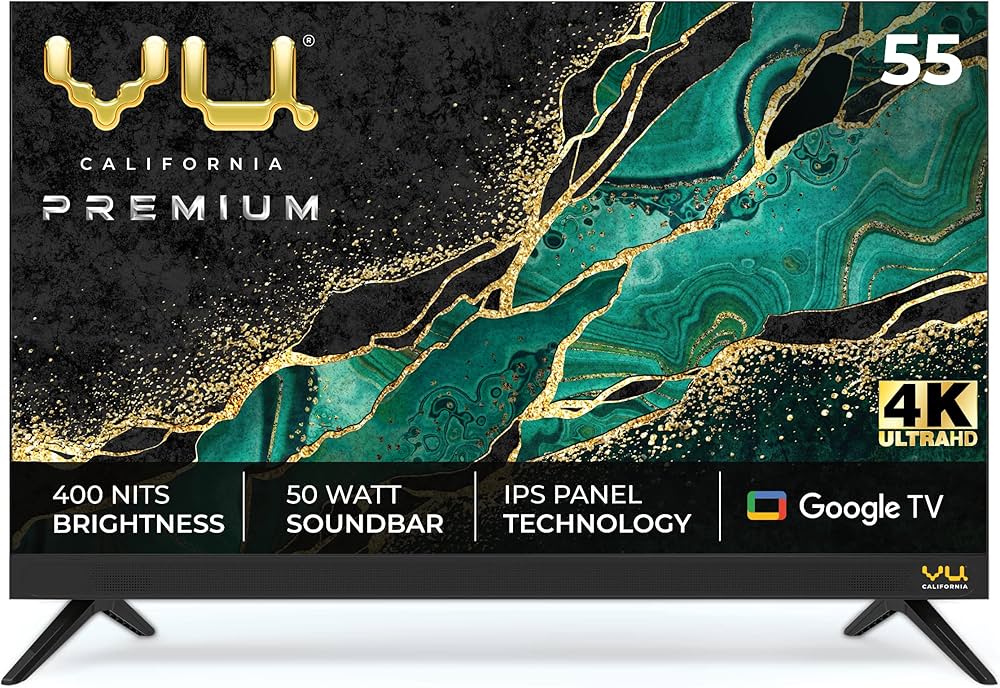 VU.®
55
CALIFORNIA
PREMIUM
4K
ULTRAHD
400 NITS
BRIGHTNESS
50 WATT
SOUNDBAR
IPS PANEL
TECHNOLOGY
Google TV
VU.
CALIFORNIA